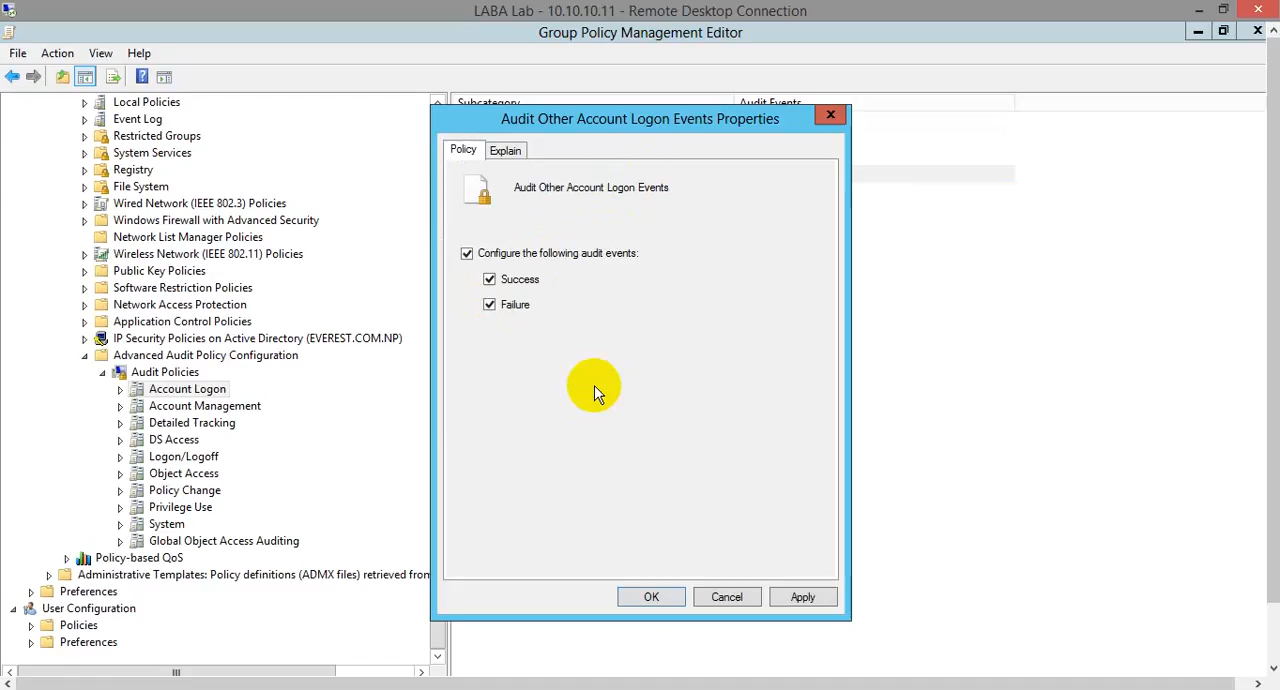 LABA Lab - 10.10.10.11 - Remote Desktop Connection
Group Policy Management Editor
File Action View Help
Local Policies
Event Log
Restricted Groups
System Services
Registry
File System
Wired Network (IEEE 802.3) Policies
Windows Firewall with Advanced Security
Network List Manager Policies
Wireless Network (IEEE 802.11) Policies
Public Key Policies
Software Restriction Policies
Network Access Protection
Application Control Policies
IP Security Policies on Active Directory (EVEREST.COM.NP)
Advanced Audit Policy Configuration
Audit Policies
Account Logon
Account Management
Detailed Tracking
DS Access
Logon/Logoff
Object Access
Policy Change
Privilege Use
System
Global Object Access Auditing
Policy-based QoS
Administrative Templates: Policy definitions (ADMX files) retrieved from
Preferences
User Configuration
Policies
Preferences
Subcategory Audit Events
Audit Other Account Logon Events Properties
Policy Explain
Audit Other Account Logon Events
Configure the following audit events:
Success
Failure
OK Cancel Apply